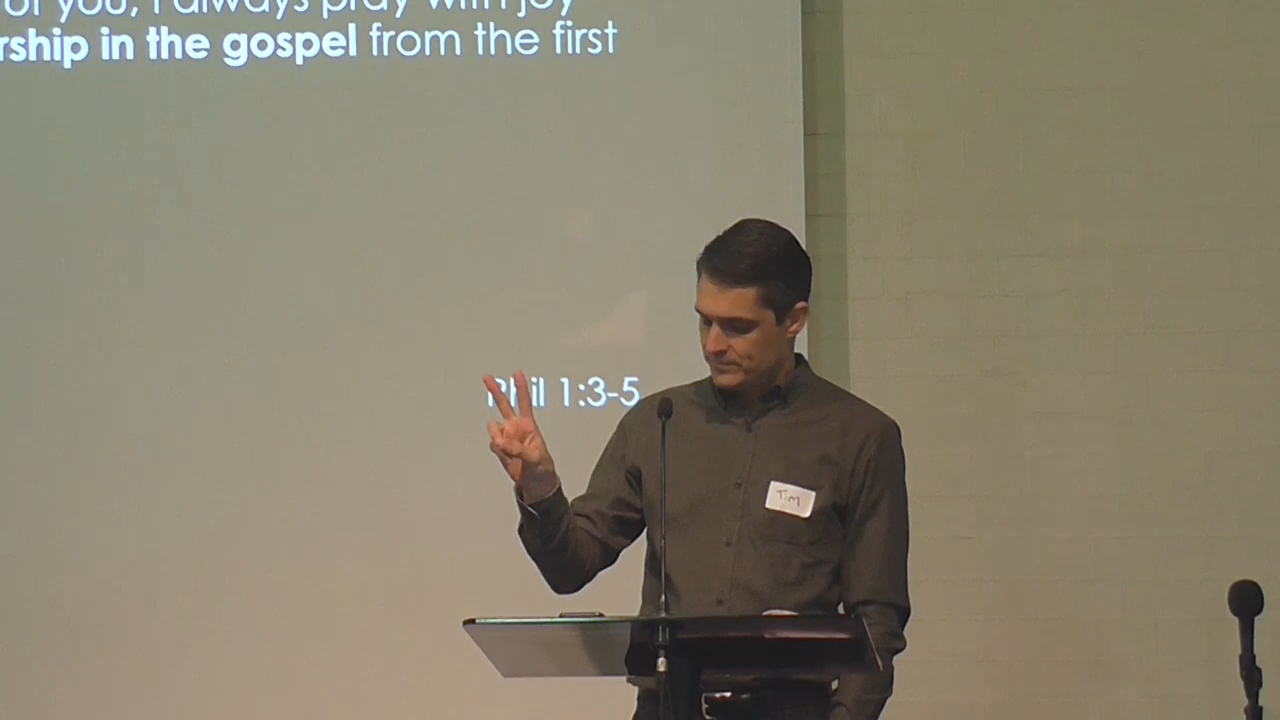 of you, I always pray with joy
rship in the gospel from the first
Phil 1:3-5
TIM